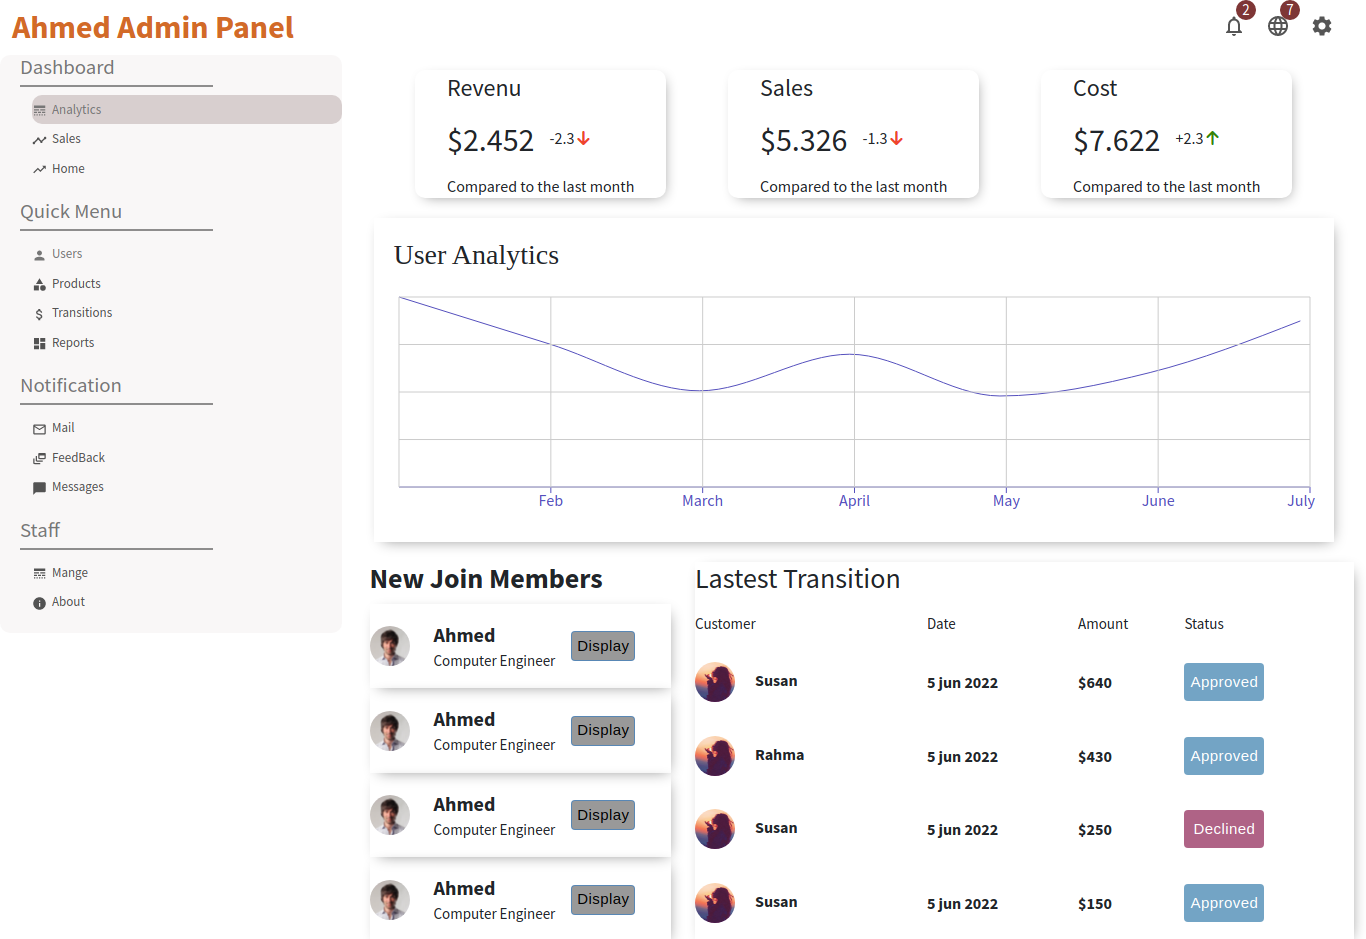 Ahmed Admin Panel
2
7
Dashboard
Analytics
Sales
Home
Quick Menu
Users
Products
Transitions
Reports
Notification
Mail
FeedBack
Messages
Staff
Mange
About
Revenu
$2.452 -2.3
Compared to the last month
Sales
$5.326 -1.3
Compared to the last month
Cost
$7.622 +2.3
Compared to the last month
User Analytics
Feb March April May June July
New Join Members
Ahmed
Computer Engineer
Display
Ahmed
Computer Engineer
Display
Ahmed
Computer Engineer
Display
Ahmed
Computer Engineer
Display
Lastest Transition
Customer Date Amount Status
Susan 5 jun 2022 $640 Approved
Rahma 5 jun 2022 $430 Approved
Susan 5 jun 2022 $250 Declined
Susan 5 jun 2022 $150 Approved